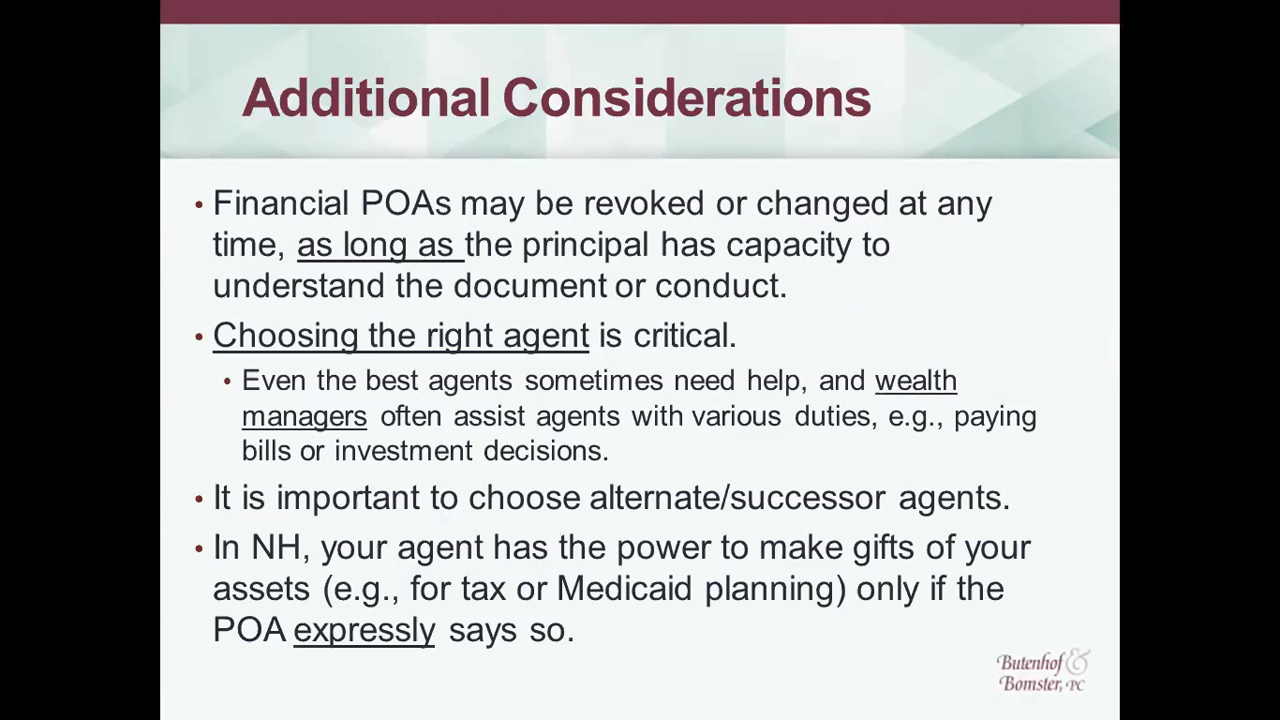 Additional Considerations
• Financial POAs may be revoked or changed at any
time, as long as the principal has capacity to
understand the document or conduct.
• Choosing the right agent is critical.
• Even the best agents sometimes need help, and wealth
managers often assist agents with various duties, e.g., paying
bills or investment decisions.
• It is important to choose alternate/successor agents.
• In NH, your agent has the power to make gifts of your
assets (e.g., for tax or Medicaid planning) only if the
POA expressly says so.
Butenhof &
Bomster, PC